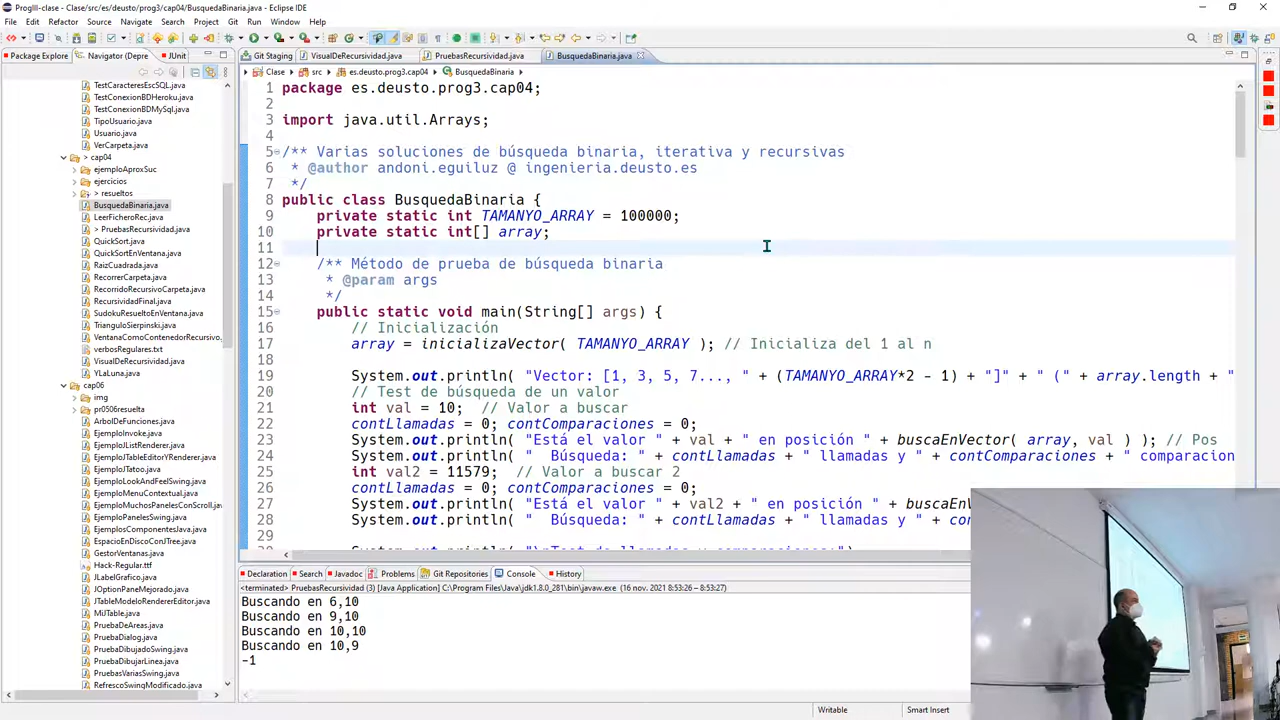 ProgIII-clase - Clase/src/es/deusto/prog3/cap04/BusquedaBinaria.java - Eclipse IDE
File Edit Refactor Source Navigate Search Project Git Run Window Help
Package Explore
Navigator (Depre
JUnit
Git Staging
VisualDeRecursividad.java
PruebasRecursividad.java
BusquedaBinaria.java
Clase
src
es.deusto.prog3.cap04
BusquedaBinaria
TestCaracteresEscSQL.java
TestConexionBDHeroku.java
TestConexionBDMySql.java
TipoUsuario.java
Usuario.java
VerCarpeta.java
> cap04
ejemploAproxSuc
ejercicios
> resueltos
BusquedaBinaria.java
LeerFicheroRec.java
> PruebasRecursividad.java
QuickSort.java
QuickSortEnVentana.java
RaizCuadrada.java
RecorrerCarpeta.java
RecorridoRecursivoCarpeta.java
RecursividadFinal.java
SudokuResueltoEnVentana.java
TrianguloSierpinski.java
VentanaComoContenedorRecursivo.
verbosRegulares.txt
VisualDeRecursividad.java
YLaLuna.java
cap06
img
pr0506resuelta
ArbolDeFunciones.java
EjemploInvoke.java
EjemploJListRenderer.java
EjemploJTableEditorYRenderer.java
EjemploJTatoo.java
EjemploLookAndFeelSwing.java
EjemploMenuContextual.java
EjemploMuchosPanelesConScroll.jav
EjemploPanelesSwing.java
EjemplosComponentesJava.java
EspacioEnDiscoConJTree.java
GestorVentanas.java
Hack-Regular.ttf
JLabelGrafico.java
JOptionPaneMejorado.java
JTableModeloRendererEditor.java
MiJTable.java
PruebaDeAreas.java
PruebaDialog.java
PruebaDibujadoSwing.java
PruebaDibujarLinea.java
PruebasVariasSwing.java
RefrescoSwingModificado.java
1 package es.deusto.prog3.cap04;
2
3 import java.util.Arrays;
4
5 /** Varias soluciones de búsqueda binaria, iterativa y recursivas
6 * @author andoni.eguiluz @ ingenieria.deusto.es
7 */
8 public class BusquedaBinaria {
9 private static int TAMANYO_ARRAY = 100000;
10 private static int[] array;
11
12 /** Método de prueba de búsqueda binaria
13 * @param args
14 */
15 public static void main(String[] args) {
16 // Inicialización
17 array = inicializaVector( TAMANYO_ARRAY ); // Inicializa del 1 al n
18
19 System.out.println( "Vector: [1, 3, 5, 7..., " + (TAMANYO_ARRAY*2 - 1) + "]" + " (" + array.length + "
20 // Test de búsqueda de un valor
21 int val = 10; // Valor a buscar
22 contLlamadas = 0; contComparaciones = 0;
23 System.out.println( "Está el valor " + val + " en posición " + buscaEnVector( array, val ) ); // Pos
24 System.out.println( " Búsqueda: " + contLlamadas + " llamadas y " + contComparaciones + " comparacion
25 int val2 = 11579; // Valor a buscar 2
26 contLlamadas = 0; contComparaciones = 0;
27 System.out.println( "Está el valor " + val2 + " en posición " + buscaEnV
28 System.out.println( " Búsqueda: " + contLlamadas + " llamadas y " + cont
29
Declaration
Search
Javadoc
Problems
Git Repositories
Console
History
<terminated> PruebasRecursividad (3) [Java Application] C:\Program Files\Java\jdk1.8.0_281\bin\javaw.exe (16 nov. 2021 8:53:26 – 8:53:27)
Buscando en 6,10
Buscando en 9,10
Buscando en 10,10
Buscando en 10,9
-1
Writable
Smart Insert